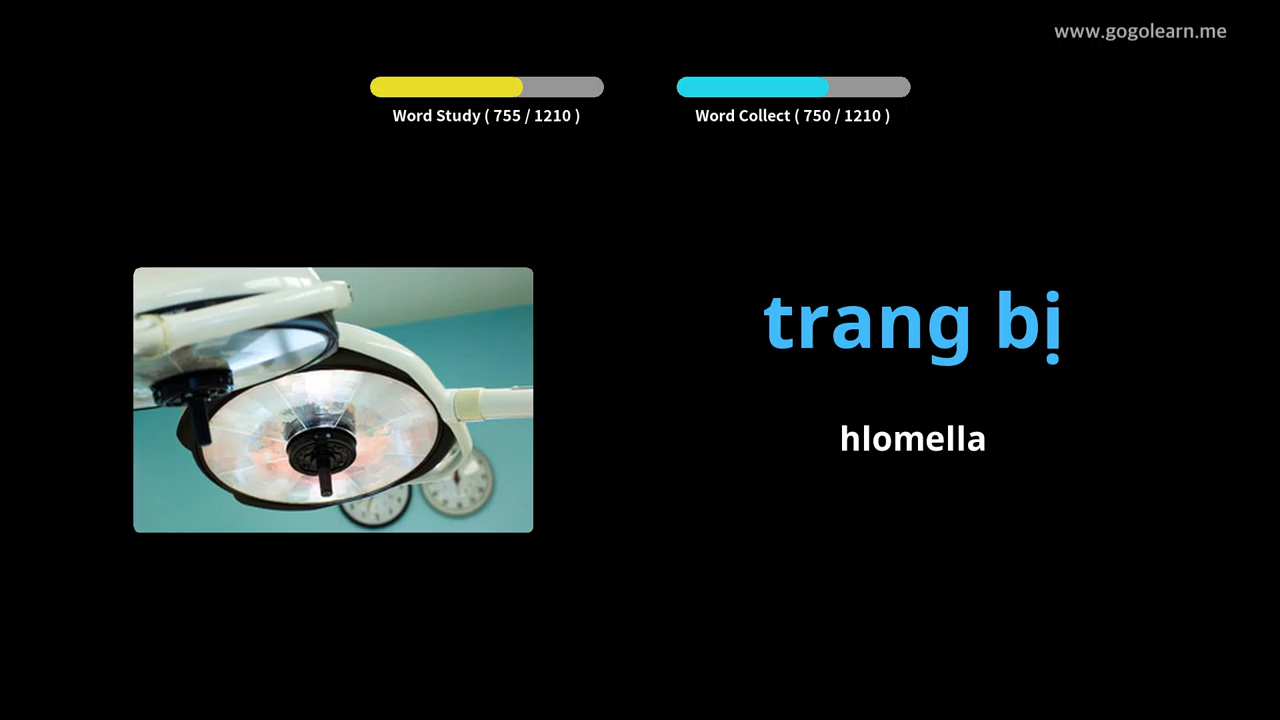 www.gogolearn.me
Word Study ( 755 / 1210 )
Word Collect ( 750 / 1210 )
trang bị
hlomella